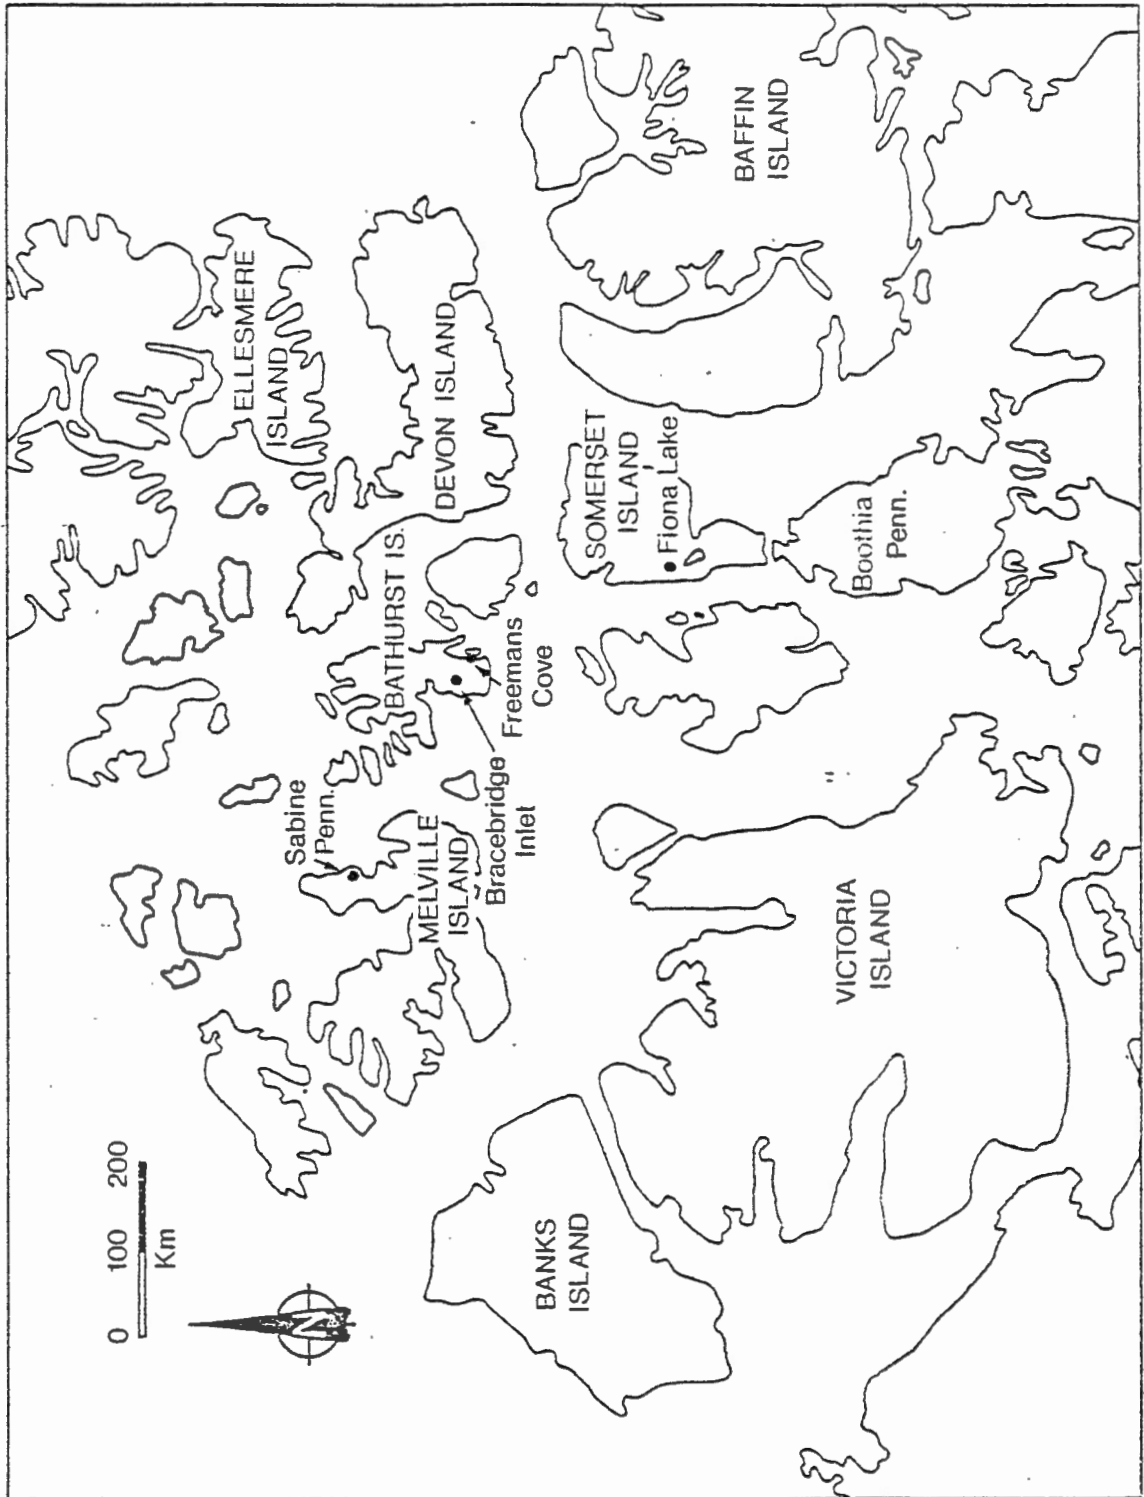 ELLESMERE
ISLAND
DEVON ISLAND
BATHURST IS.
Sabine
Penn.
MELVILLE
ISLAND
Bracebridge
Inlet
Freemans
Cove
SOMERSET
ISLAND
Fiona Lake
BAFFIN
ISLAND
Boothia
Penn.
VICTORIA
ISLAND
BANKS
ISLAND
0 100 200
Km
N